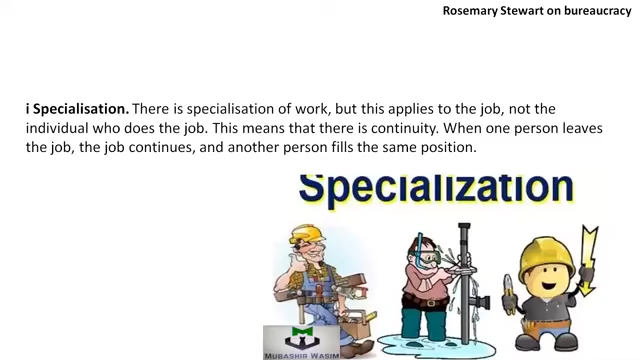 Rosemary Stewart on bureaucracy
i Specialisation. There is specialisation of work, but this applies to the job, not the
individual who does the job. This means that there is continuity. When one person leaves
the job, the job continues, and another person fills the same position.
Specialization
MUBASHIR WASIM